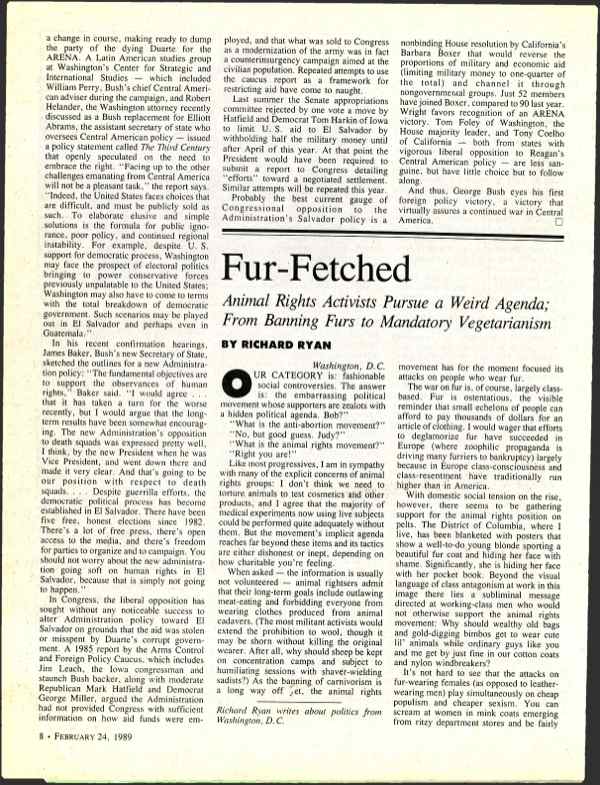 a change in course, making ready to dump
the party of the dying Duarte for the
ARENA. A Latin American studies group
at Washington's Center for Strategic and
International Studies — which included
William Perry, Bush's chief Central Ameri-
can adviser during the campaign, and Robert
Helander, the Washington attorney recently
discussed as a Bush replacement for Elliott
Abrams, the assistant secretary of state who
oversees Central American policy — issued
a policy statement called The Third Century
that openly speculated on the need to
embrace the right. "Facing up to the other
challenges emanating from Central America
will not be a pleasant task," the report says.
"Indeed, the United States faces choices that
are difficult, and must be publicly sold as
such. To elaborate elusive and simple
solutions is the formula for public igno-
rance, poor policy, and continued regional
instability. For example, despite U.S.
support for democratic process, Washington
may face the prospect of electoral politics
bringing to power conservative forces
previously unpalatable to the United States;
Washington may also have to come to terms
with the total breakdown of democratic
government. Such scenarios may be played
out in El Salvador and perhaps even in
Guatemala."
In his recent confirmation hearings,
James Baker, Bush's new Secretary of State,
sketched the outlines for a new Administra-
tion policy: "The fundamental objectives are
to support the observances of human
rights," Baker said. "I would agree . . .
that it has taken a turn for the worse
recently, but I would argue that the long-
term results have been somewhat encourag-
ing. The new Administration's opposition
to death squads was expressed pretty well,
I think, by the new President when he was
Vice President, and went down there and
made it very clear. And that's going to be
our position with respect to death
squads. . . . Despite guerrilla efforts, the
democratic political process has become
established in El Salvador. There have been
five free, honest elections since 1982.
There's a lot of free press, there's open
access to the media, and there's freedom
for parties to organize and to campaign. You
should not worry about the new administra-
tion going soft on human rights in El
Salvador, because that is simply not going
to happen."
In Congress, the liberal opposition has
sought without any noticeable success to
alter Administration policy toward El
Salvador on grounds that the aid was stolen
or misspent by Duarte's corrupt govern-
ment. A 1985 report by the Arms Control
and Foreign Policy Caucus, which includes
Jim Leach, the Iowa congressman and
staunch Bush backer, along with moderate
Republican Mark Hatfield and Democrat
George Miller, argued the Administration
had not provided Congress with sufficient
information on how aid funds were em-
ployed, and that what was sold to Congress
as a modernization of the army was in fact
a counterinsurgency campaign aimed at the
civilian population. Repeated attempts to use
the caucus report as a framework for
restricting aid have come to naught.
Last summer the Senate appropriations
committee rejected by one vote a move by
Hatfield and Democrat Tom Harkin of Iowa
to limit U.S. aid to El Salvador by
withholding half the military money until
after April of this year. At that point the
President would have been required to
submit a report to Congress detailing
"efforts" toward a negotiated settlement.
Similar attempts will be repeated this year.
Probably the best current gauge of
Congressional opposition to the
Administration's Salvador policy is a
nonbinding House resolution by California's
Barbara Boxer that would reverse the
proportions of military and economic aid
(limiting military money to one-quarter of
the total) and channel it through
nongovernmental groups. Just 52 members
have joined Boxer, compared to 90 last year.
Wright favors recognition of an ARENA
victory. Tom Foley of Washington, the
House majority leader, and Tony Coelho
of California — both from states with
vigorous liberal opposition to Reagan's
Central American policy — are less san-
guine, but have little choice but to follow
along.
And thus, George Bush eyes his first
foreign policy victory, a victory that
virtually assures a continued war in Central
America. □
Fur-Fetched
Animal Rights Activists Pursue a Weird Agenda;
From Banning Furs to Mandatory Vegetarianism
BY RICHARD RYAN
Washington, D.C.
OUR CATEGORY is: fashionable
social controversies. The answer
is: the embarrassing political
movement whose supporters are zealots with
a hidden political agenda. Bob?"
"What is the anti-abortion movement?"
"No, but good guess. Judy?"
"What is the animal rights movement?"
"Right you are!"
Like most progressives, I am in sympathy
with many of the explicit concerns of animal
rights groups: I don't think we need to
torture animals to test cosmetics and other
products, and I agree that the majority of
medical experiments now using live subjects
could be performed quite adequately without
them. But the movement's implict agenda
reaches far beyond these items and its tactics
are either dishonest or inept, depending on
how charitable you're feeling.
When asked — the information is usually
not volunteered — animal rightsers admit
that their long-term goals include outlawing
meat-eating and forbidding everyone from
wearing clothes produced from animal
cadavers. (The most militant activists would
extend the prohibition to wool, though it
may be shorn without killing the original
wearer. After all, why should sheep be kept
on concentration camps and subject to
humiliating sessions with shaver-wielding
sadists?) As the banning of carnivorism is
a long way off yet, the animal rights
Richard Ryan writes about politics from
Washington, D.C.
movement has for the moment focused its
attacks on people who wear fur.
The war on fur is, of course, largely class-
based. Fur is ostentatious, the visible
reminder that small echelons of people can
afford to pay thousands of dollars for an
article of clothing. I would wager that efforts
to deglamorize fur have succeeded in
Europe (where zoophilic propaganda is
driving many furriers to bankruptcy) largely
because in Europe class-consciousness and
class-resentment have traditionally run
higher than in America.
With domestic social tension on the rise,
however, there seems to be gathering
support for the animal rights position on
pelts. The District of Columbia, where I
live, has been blanketed with posters that
show a well-to-do young blonde sporting a
beautiful fur coat and hiding her face with
shame. Significantly, she is hiding her face
with her pocket book. Beyond the visual
language of class antagonism at work in this
image there lies a subliminal message
directed at working-class men who would
not otherwise support the animal rights
movement: Why should wealthy old bags
and gold-digging bimbos get to wear cute
lil' animals while ordinary guys like you
and me get by just fine in our cotton coats
and nylon windbreakers?
It's not hard to see that the attacks on
fur-wearing females (as opposed to leather-
wearing men) play simultaneously on cheap
populism and cheaper sexism. You can
scream at women in mink coats emerging
from ritzy department stores and be fairly
8 • FEBRUARY 24, 1989